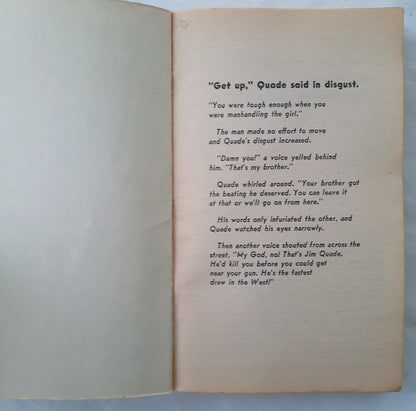 "Get up," Quade said in disgust.
"You were tough enough when you
were manhandling the girl."
The man made no effort to move
and Quade's disgust increased.
"Damn you!" a voice yelled behind
him. "That's my brother."
Quade whirled around. "Your brother got
the beating he deserved. You can leave it
at that or we'll go on from here."
His words only infuriated the other, and
Quade watched his eyes narrowly.
Then another voice shouted from across the
street, "My God, no! That's Jim Quade.
He'd kill you before you could get
near your gun. He's the fastest
draw in the West!"